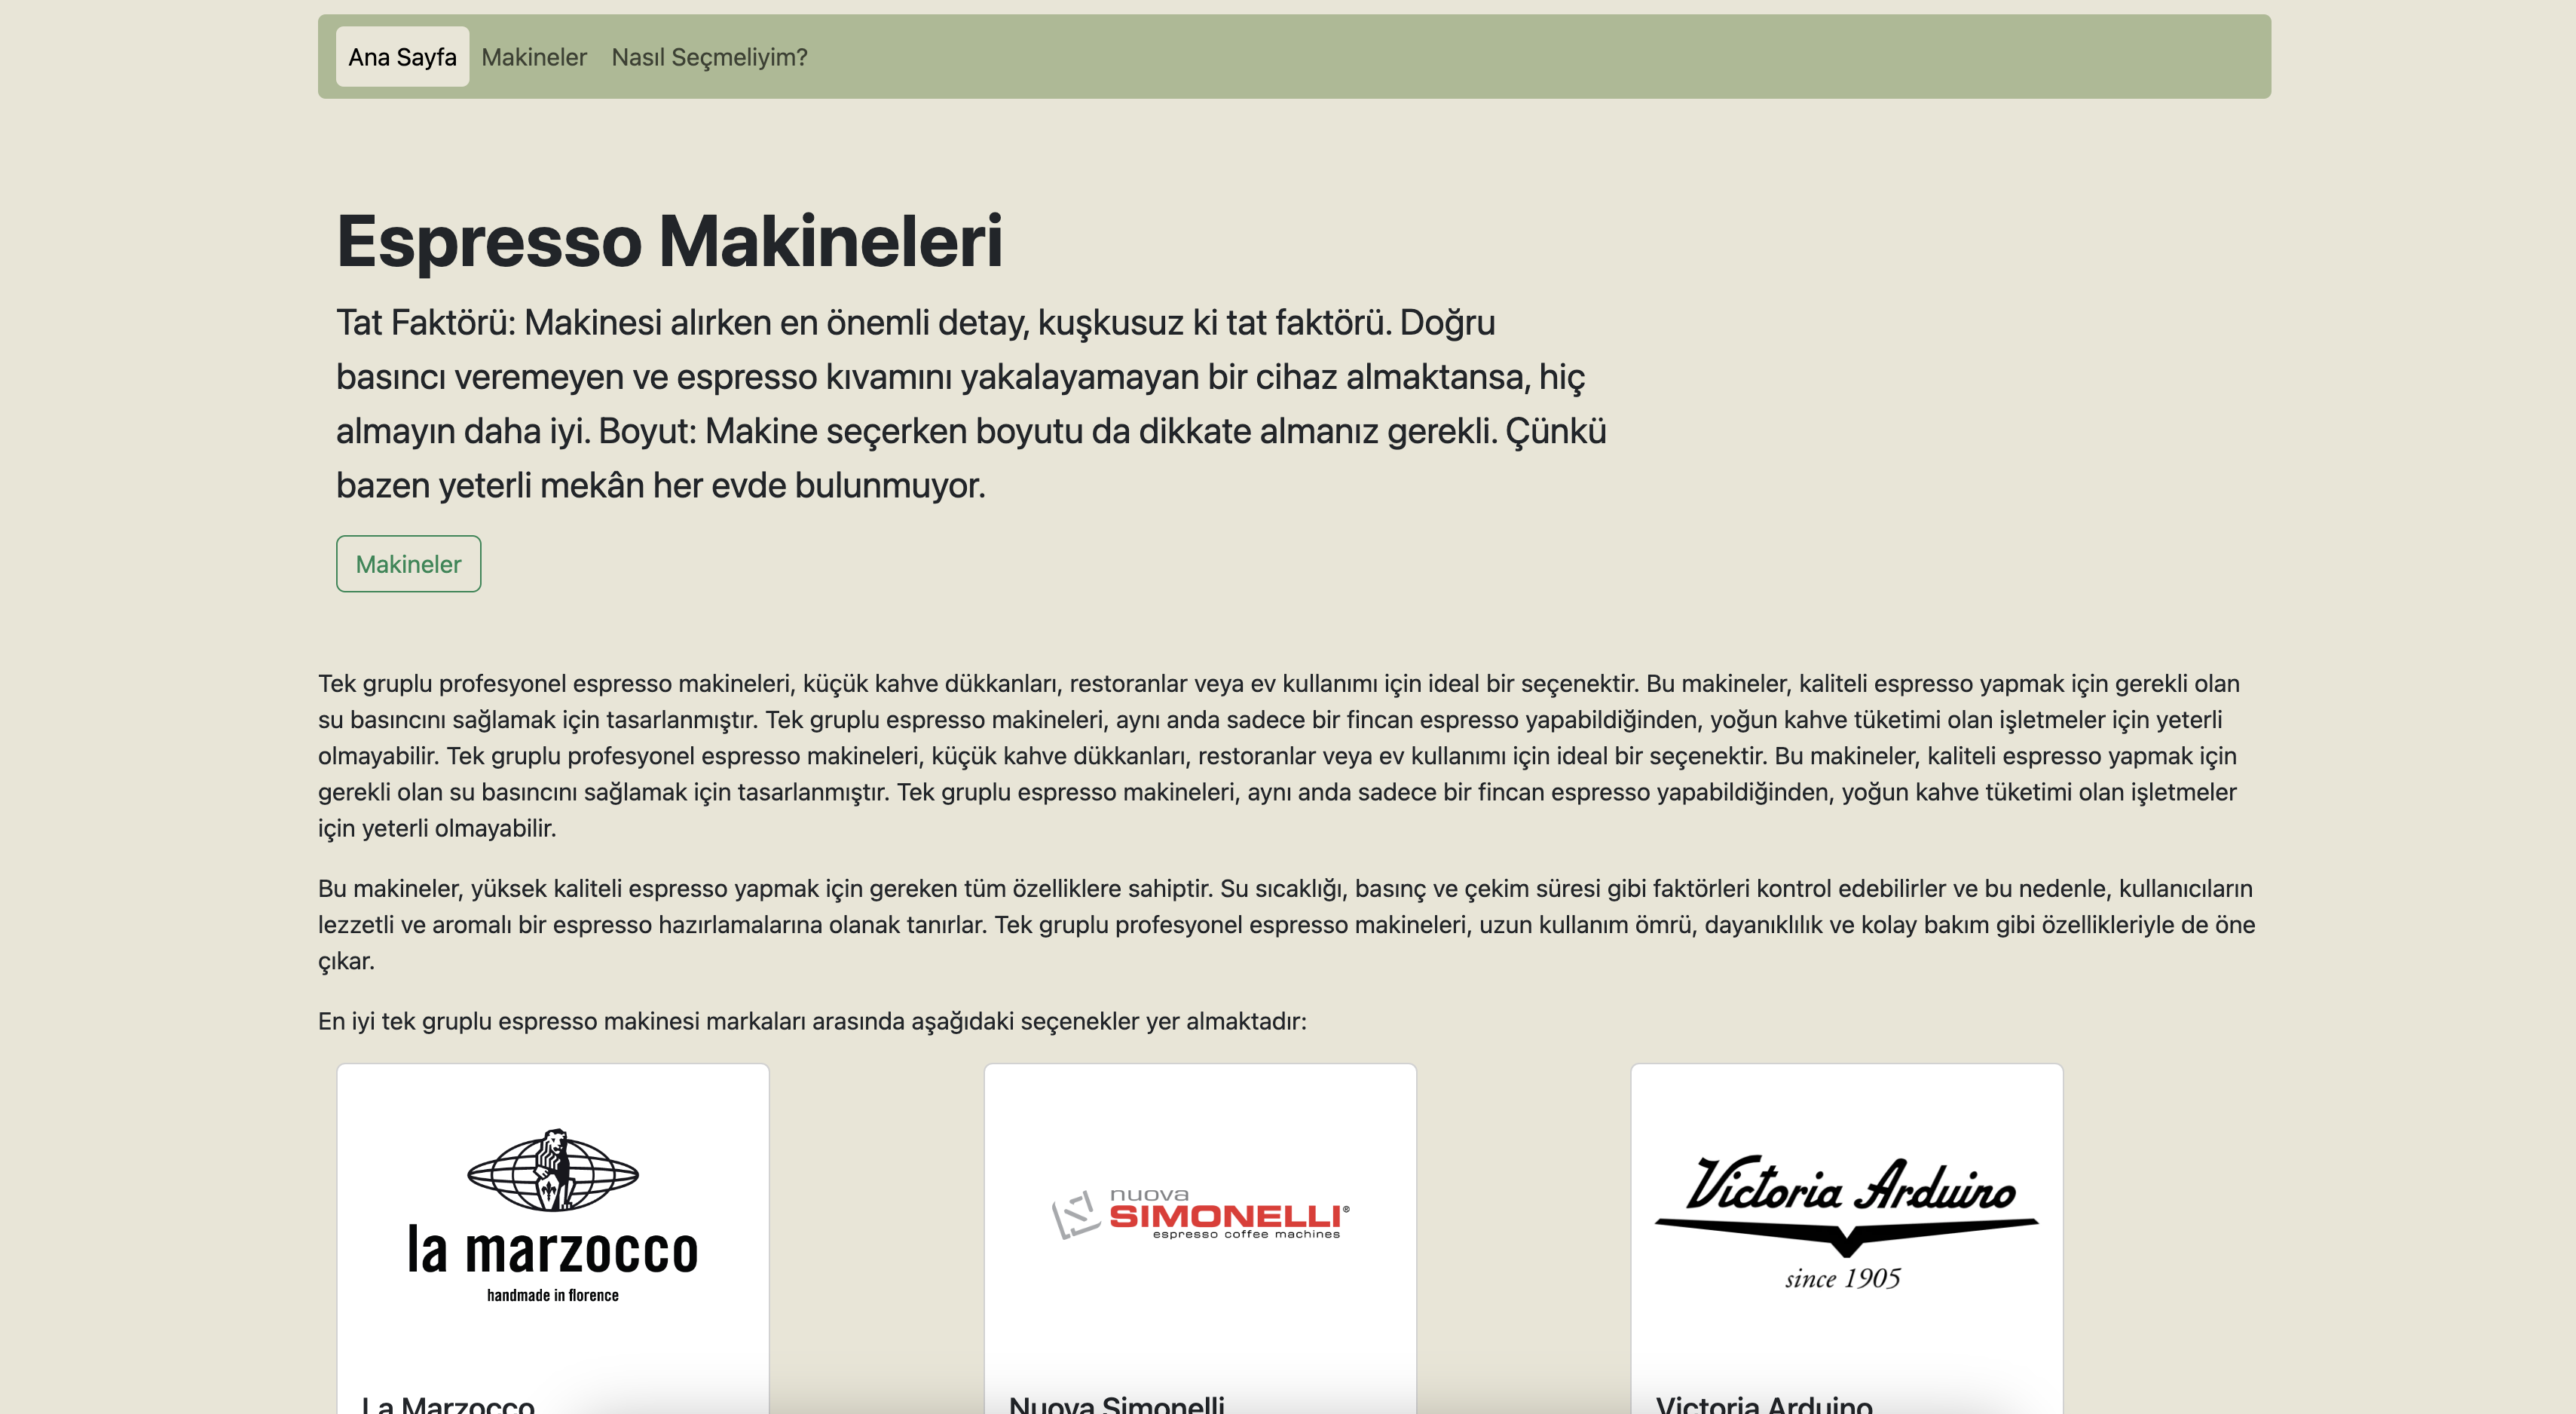 Ana Sayfa Makineler Nasıl Seçmeliyim?
Espresso Makineleri
Tat Faktörü: Makinesi alırken en önemli detay, kuşkusuz ki tat faktörü. Doğru
basıncı veremeyen ve espresso kıvamını yakalayamayan bir cihaz almaktansa, hiç
almayın daha iyi. Boyut: Makine seçerken boyutu da dikkate almanız gerekli. Çünkü
bazen yeterli mekân her evde bulunmuyor.
Makineler
Tek gruplu profesyonel espresso makineleri, küçük kahve dükkanları, restoranlar veya ev kullanımı için ideal bir seçenektir. Bu makineler, kaliteli espresso yapmak için gerekli olan
su basıncını sağlamak için tasarlanmıştır. Tek gruplu espresso makineleri, aynı anda sadece bir fincan espresso yapabildiğinden, yoğun kahve tüketimi olan işletmeler için yeterli
olmayabilir. Tek gruplu profesyonel espresso makineleri, küçük kahve dükkanları, restoranlar veya ev kullanımı için ideal bir seçenektir. Bu makineler, kaliteli espresso yapmak için
gerekli olan su basıncını sağlamak için tasarlanmıştır. Tek gruplu espresso makineleri, aynı anda sadece bir fincan espresso yapabildiğinden, yoğun kahve tüketimi olan işletmeler
için yeterli olmayabilir.
Bu makineler, yüksek kaliteli espresso yapmak için gereken tüm özelliklere sahiptir. Su sıcaklığı, basınç ve çekim süresi gibi faktörleri kontrol edebilirler ve bu nedenle, kullanıcıların
lezzetli ve aromalı bir espresso hazırlamalarına olanak tanırlar. Tek gruplu profesyonel espresso makineleri, uzun kullanım ömrü, dayanıklılık ve kolay bakım gibi özellikleriyle de öne
çıkar.
En iyi tek gruplu espresso makinesi markaları arasında aşağıdaki seçenekler yer almaktadır:
la marzocco
handmade in florence
La Marzocco
nuova
SIMONELLI®
espresso coffee machines
Nuova Simonelli
Victoria Arduino
since 1905
Victoria Arduino